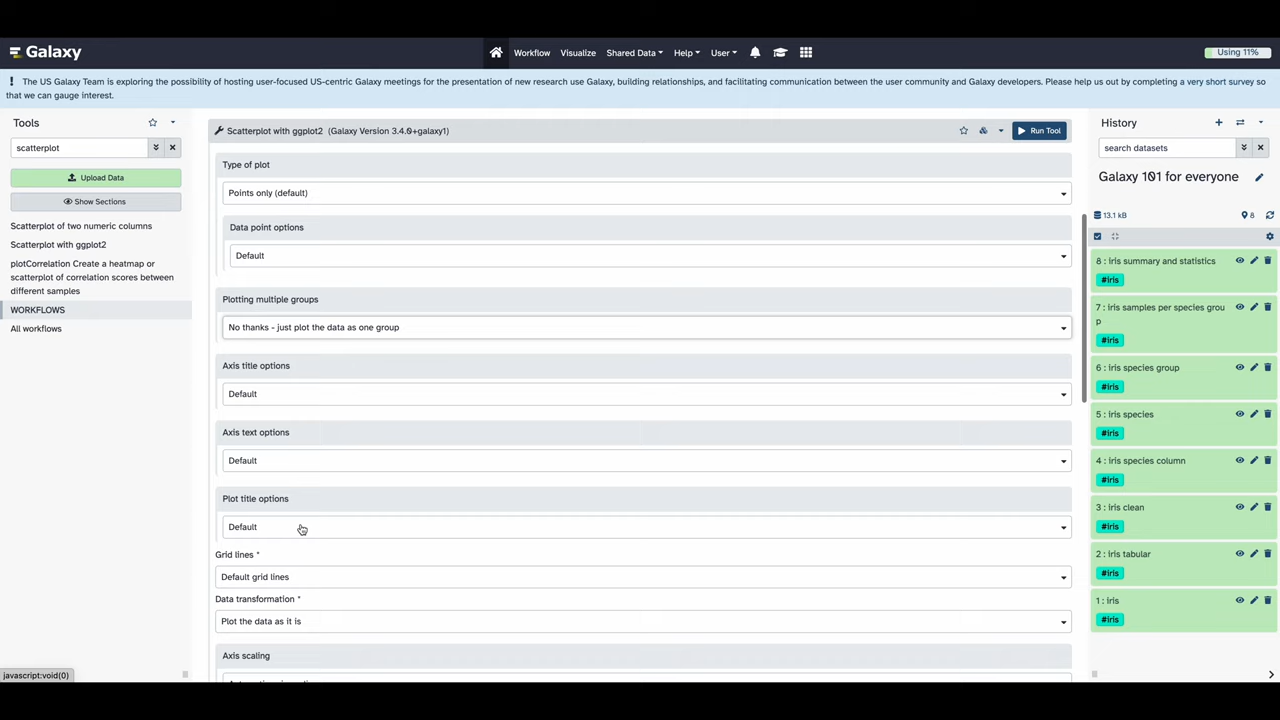 Galaxy
Workflow
Visualize
Shared Data
Help
User
Using 11%
The US Galaxy Team is exploring the possibility of hosting user-focused US-centric Galaxy meetings for the presentation of new research use Galaxy, building relationships, and facilitating communication between the user community and Galaxy developers. Please help us out by completing a very short survey so
that we can gauge interest.
Tools
scatterplot
Upload Data
Show Sections
Scatterplot of two numeric columns
Scatterplot with ggplot2
plotCorrelation Create a heatmap or
scatterplot of correlation scores between
different samples
WORKFLOWS
All workflows
javascript:void(0)
Scatterplot with ggplot2 (Galaxy Version 3.4.0+galaxy1)
Run Tool
Type of plot
Points only (default)
Data point options
Default
Plotting multiple groups
No thanks - just plot the data as one group
Axis title options
Default
Axis text options
Default
Plot title options
Default
Grid lines *
Default grid lines
Data transformation *
Plot the data as it is
Axis scaling
History
search datasets
Galaxy 101 for everyone
13.1 kB
8
8 : iris summary and statistics
#iris
7 : iris samples per species grou
p
#iris
6 : iris species group
#iris
5 : iris species
#iris
4 : iris species column
#iris
3 : iris clean
#iris
2 : iris tabular
#iris
1 : iris
#iris